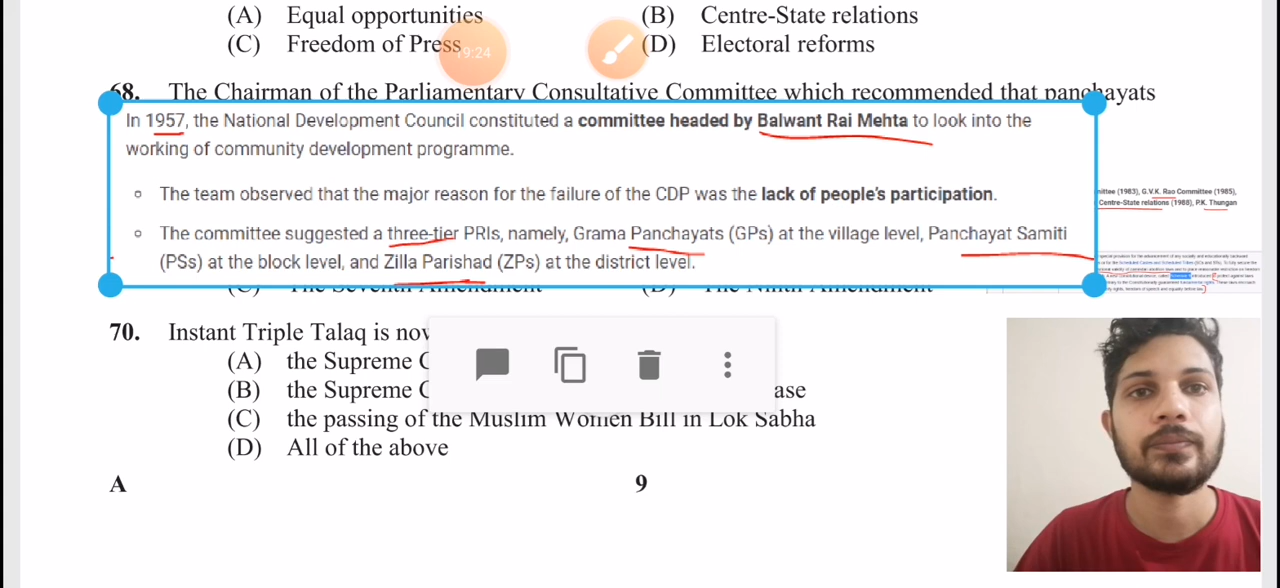 (A) Equal opportunities (B) Centre-State relations
(C) Freedom of Press (D) Electoral reforms
9:24
68. The Chairman of the Parliamentary Consultative Committee which recommended that panchayats
In 1957, the National Development Council constituted a committee headed by Balwant Rai Mehta to look into the
working of community development programme.
The team observed that the major reason for the failure of the CDP was the lack of people's participation.
The committee suggested a three-tier PRIs, namely, Grama Panchayats (GPs) at the village level, Panchayat Samiti
(PSs) at the block level, and Zilla Parishad (ZPs) at the district level.
(1983), G.V.K. Rao Committee (1985),
Centre-State relations (1988), P.K. Thungan
70. Instant Triple Talaq is
(A) the Supreme
(B) the Supreme
(C) the passing of the Muslim Women Bill in Lok Sabha
(D) All of the above
A 9